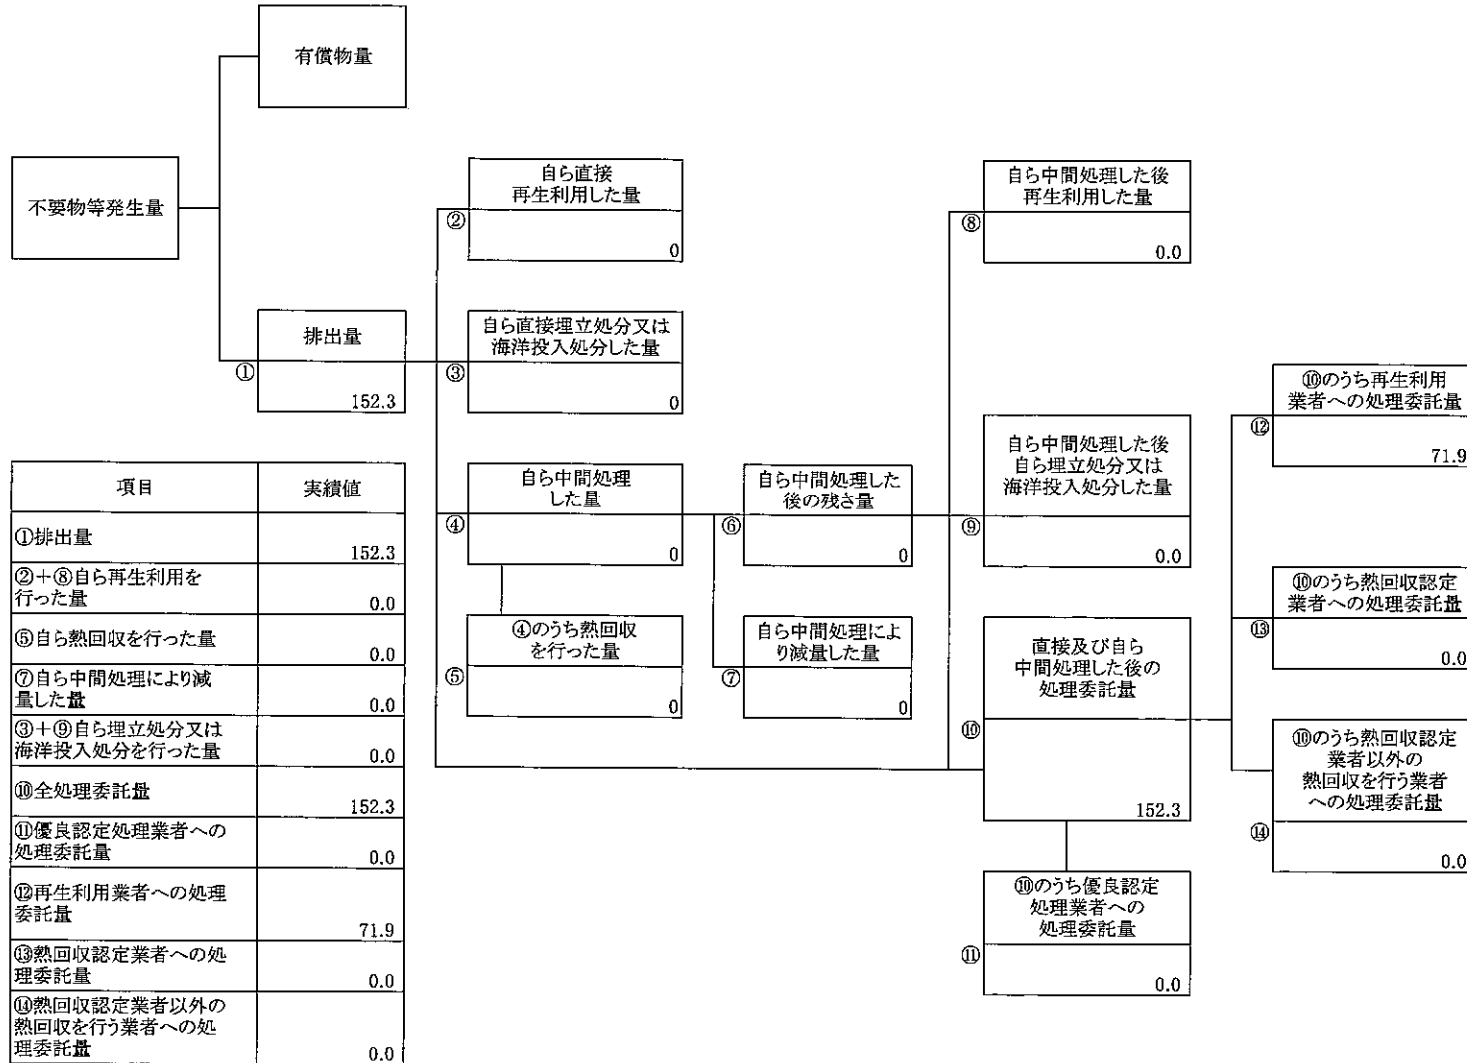 有償物量
不要物等発生量
排出量
①
152.3
自ら直接
再生利用した量
②
0
自ら直接埋立処分又は
海洋投入処分した量
③
0
自ら中間処理
した量
④
0
④のうち熱回収
を行った量
⑤
0
自ら中間処理した
後の残さ量
⑥
0
自ら中間処理によ
り減量した量
⑦
0
自ら中間処理した後
再生利用した量
⑧
0.0
自ら中間処理した後
自ら埋立処分又は
海洋投入処分した量
⑨
0.0
直接及び自ら
中間処理した後の
処理委託量
⑩
152.3
⑩のうち優良認定
処理業者への
処理委託量
⑪
0.0
⑩のうち再生利用
業者への処理委託量
⑫
71.9
⑩のうち熱回収認定
業者への処理委託量
⑬
0.0
⑩のうち熱回収認定
業者以外の
熱回収を行う業者
への処理委託量
⑭
0.0
項目 実績値
①排出量
152.3
②+⑧自ら再生利用を
行った量
0.0
⑤自ら熱回収を行った量
0.0
⑦自ら中間処理により減
量した量
0.0
③+⑨自ら埋立処分又は
海洋投入処分を行った量
0.0
⑩全処理委託量
152.3
⑪優良認定処理業者への
処理委託量
0.0
⑫再生利用業者への処理
委託量
71.9
⑬熱回収認定業者への処
理委託量
0.0
⑭熱回収認定業者以外の
熱回収を行う業者への処
理委託量
0.0